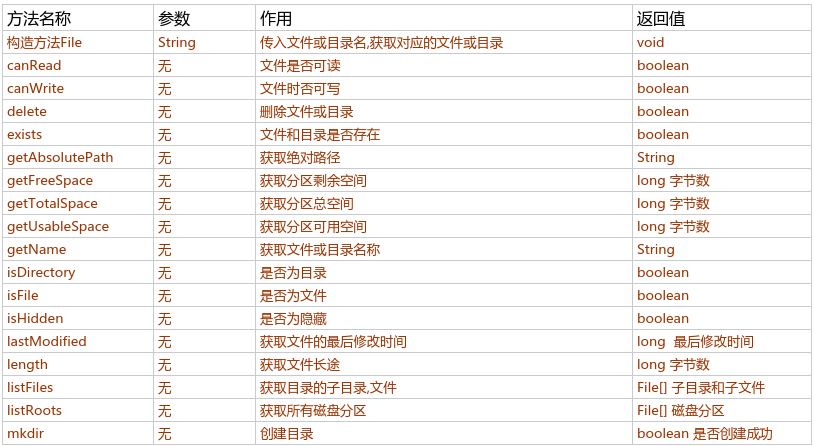 方法名称 参数 作用 返回值
构造方法File String 传入文件或目录名,获取对应的文件或目录 void
canRead 无 文件是否可读 boolean
canWrite 无 文件时否可写 boolean
delete 无 删除文件或目录 boolean
exists 无 文件和目录是否存在 boolean
getAbsolutePath 无 获取绝对路径 String
getFreeSpace 无 获取分区剩余空间 long 字节数
getTotalSpace 无 获取分区总空间 long 字节数
getUsableSpace 无 获取分区可用空间 long 字节数
getName 无 获取文件或目录名称 String
isDirectory 无 是否为目录 boolean
isFile 无 是否为文件 boolean
isHidden 无 是否为隐藏 boolean
lastModified 无 获取文件的最后修改时间 long 最后修改时间
length 无 获取文件长途 long 字节数
listFiles 无 获取目录的子目录,文件 File[] 子目录和子文件
listRoots 无 获取所有磁盘分区 File[] 磁盘分区
mkdir 无 创建目录 boolean 是否创建成功